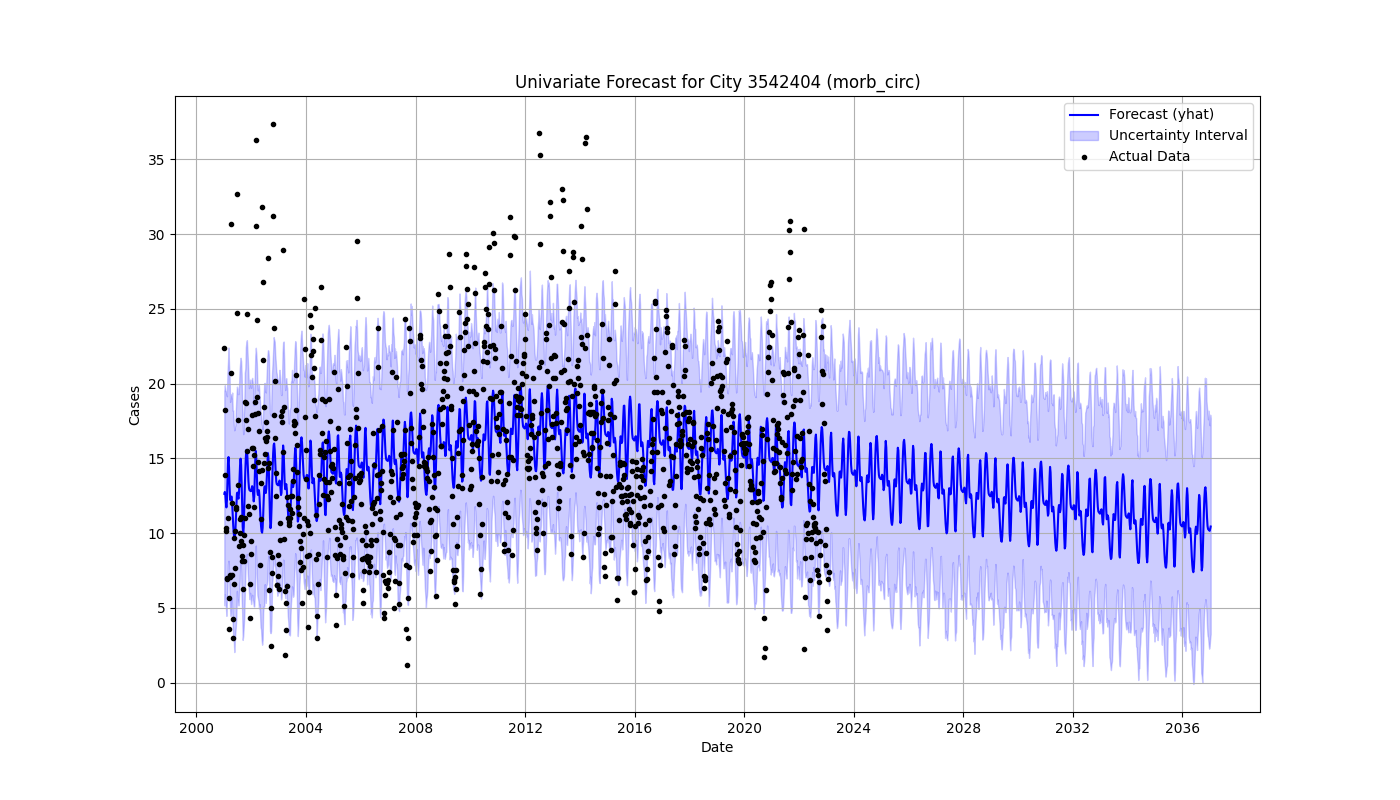 Univariate Forecast for City 3542404 (morb_circ)
Forecast (yhat)
Uncertainty Interval
Actual Data
Cases
35
30
25
20
15
10
5
0
2000 2004 2008 2012 2016 2020 2024 2028 2032 2036
Date